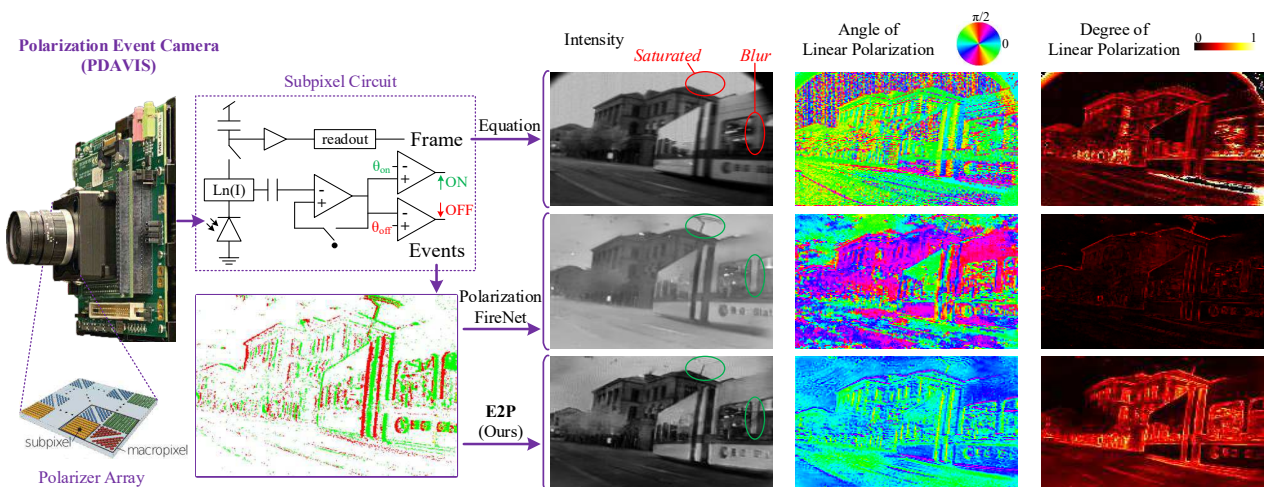 Polarization Event Camera
(PDAVIS)
subpixel
macropixel
Polarizer Array
Subpixel Circuit
readout
Frame
Ln(I)
θon
ON
θoff
OFF
Events
Equation
Polarization
FireNet
E2P
(Ours)
Intensity
Saturated
Blur
Angle of
Linear Polarization
π/2
0
Degree of
Linear Polarization
0
1